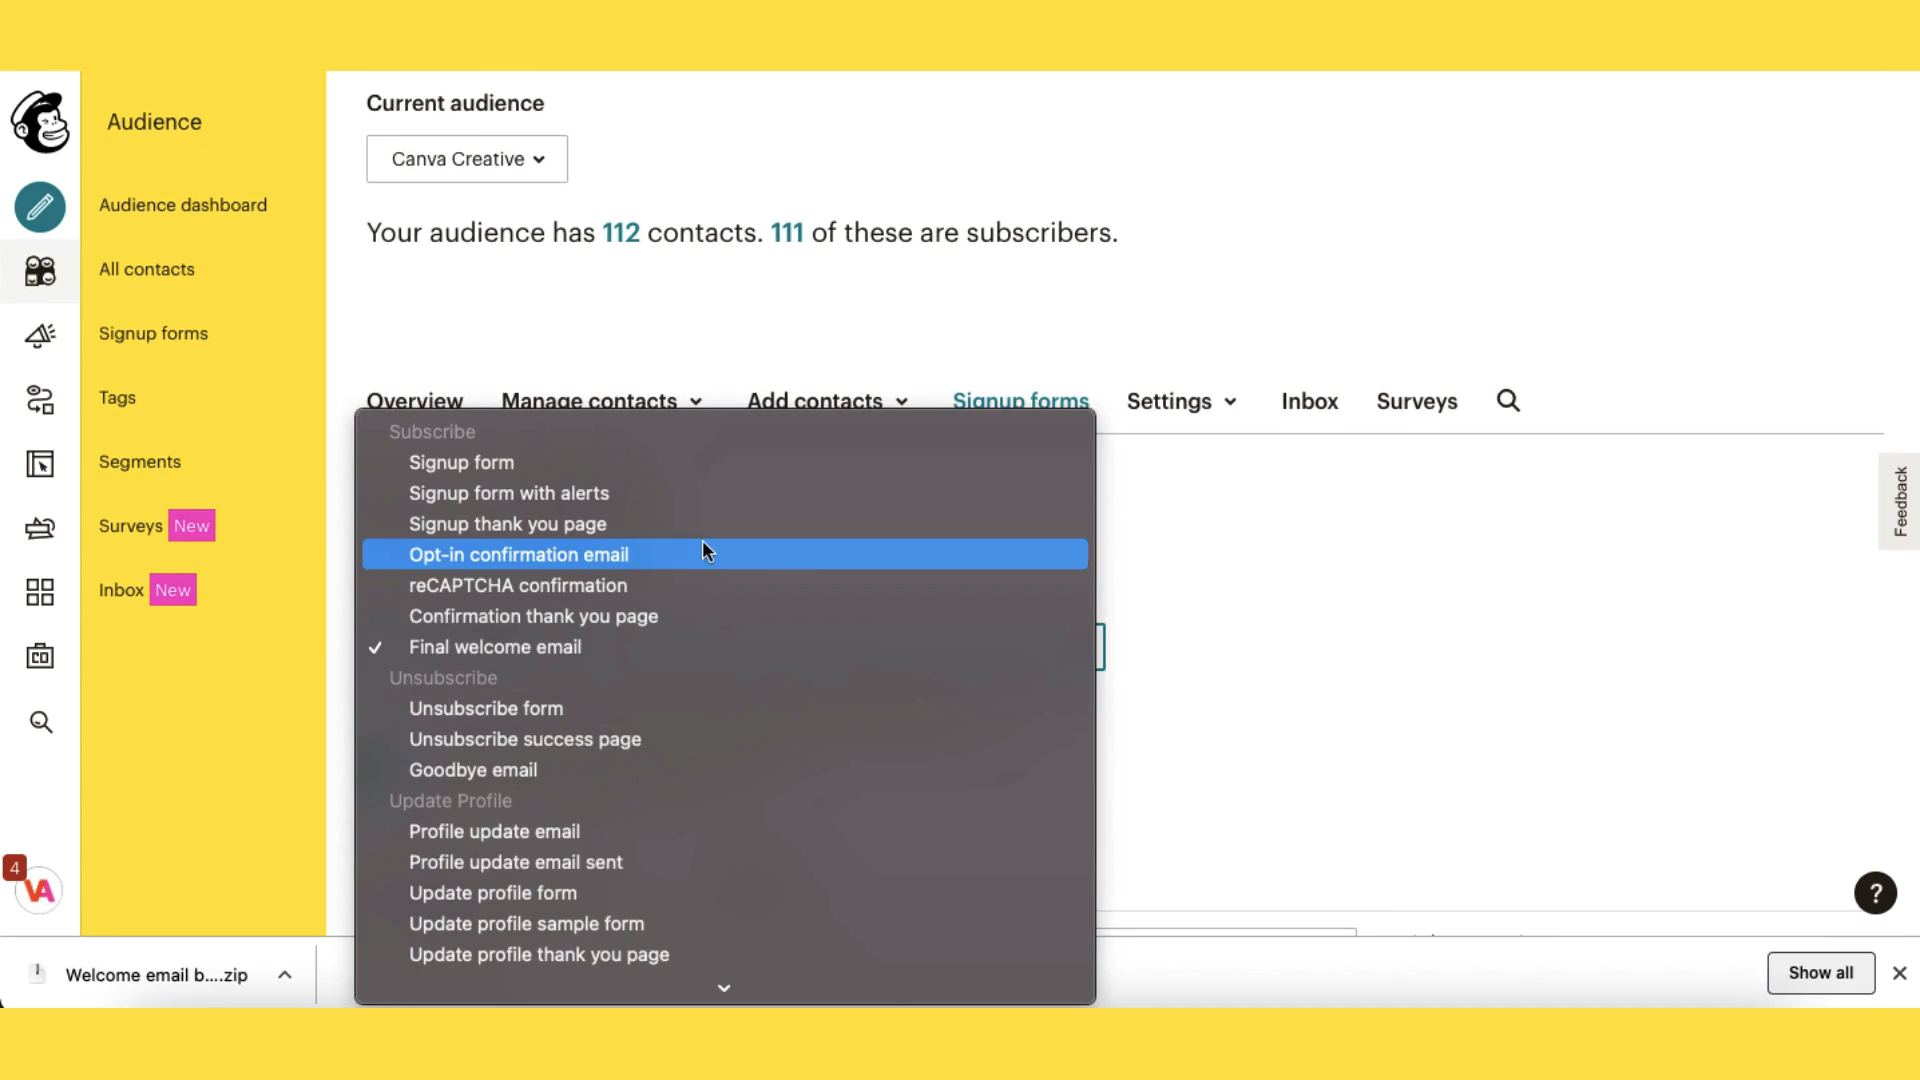 Current audience
Audience
Canva Creative
Audience dashboard
Your audience has 112 contacts. 111 of these are subscribers.
All contacts
Signup forms
Tags
Segments
Surveys New
Inbox New
Overview Manage contacts Add contacts Signup forms Settings Inbox Surveys
Subscribe
Signup form
Signup form with alerts
Signup thank you page
Opt-in confirmation email
reCAPTCHA confirmation
Confirmation thank you page
✓ Final welcome email
Unsubscribe
Unsubscribe form
Unsubscribe success page
Goodbye email
Update Profile
Profile update email
Profile update email sent
Update profile form
Update profile sample form
Update profile thank you page
Feedback
4
VA
?
Welcome email b....zip
Show all